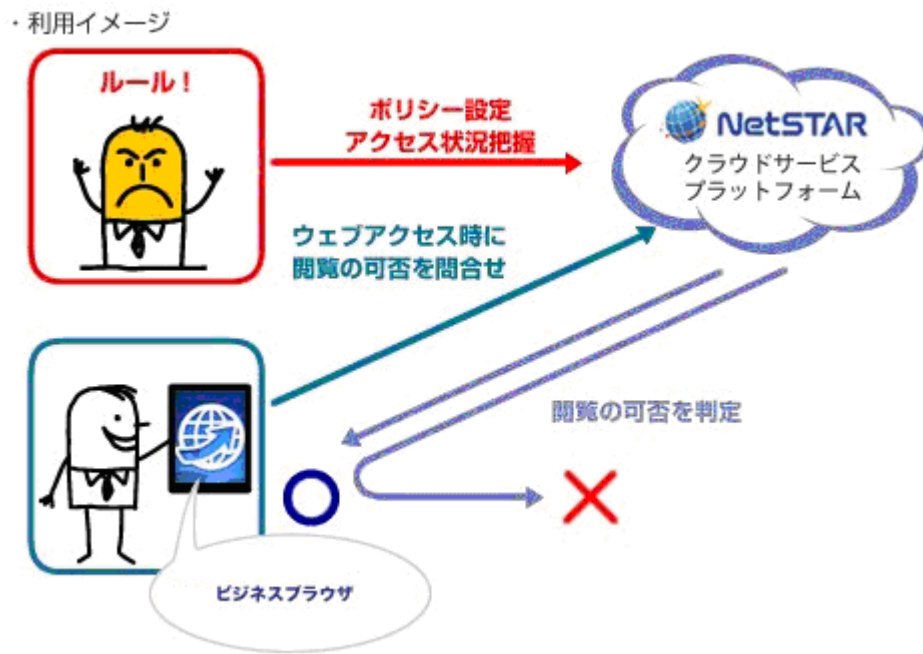 ・利用イメージ
ルール！
ポリシー設定
アクセス状況把握
NetSTAR
クラウドサービス
プラットフォーム
ウェブアクセス時に
閲覧の可否を問合せ
閲覧の可否を判定
ビジネスブラウザ